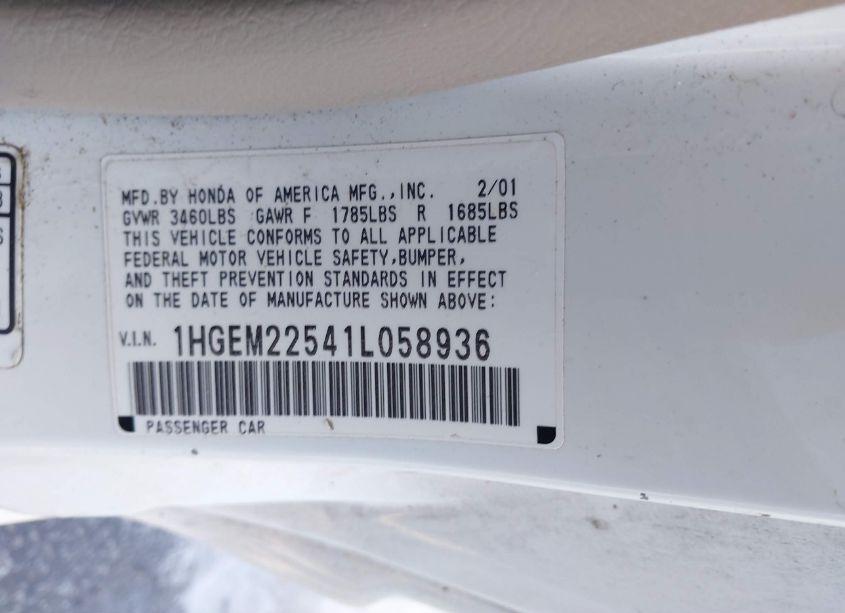 MFD.BY HONDA OF AMERICA MFG.,INC. 2/01
GVWR 3460LBS GAWR F 1785LBS R 1685LBS
THIS VEHICLE CONFORMS TO ALL APPLICABLE
FEDERAL MOTOR VEHICLE SAFETY,BUMPER,
AND THEFT PREVENTION STANDARDS IN EFFECT
ON THE DATE OF MANUFACTURE SHOWN ABOVE:
V.I.N. 1HGEM22541L058936
PASSENGER CAR